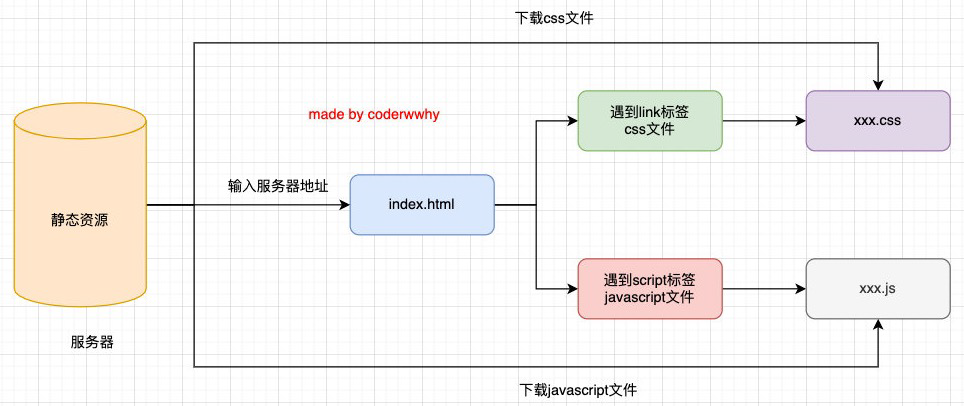 下载css文件
made by coderwwhy
遇到link标签
css文件
xxx.css
输入服务器地址
index.html
静态资源
遇到script标签
javascript文件
xxx.js
服务器
下载javascript文件